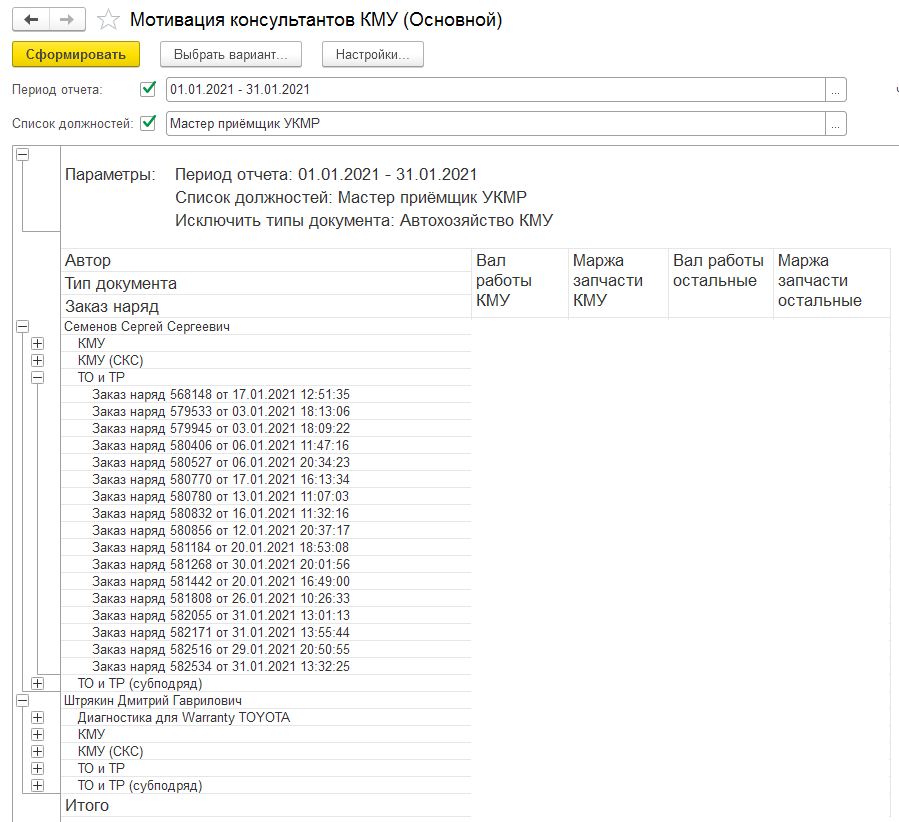 Мотивация консультантов КМУ (Основной)
Сформировать
Выбрать вариант...
Настройки...
Период отчета:
01.01.2021 - 31.01.2021
...
Список должностей:
Мастер приёмщик УКМР
...
Параметры:
Период отчета: 01.01.2021 - 31.01.2021
Список должностей: Мастер приёмщик УКМР
Исключить типы документа: Автохозяйство КМУ
Автор
Тип документа
Заказ наряд
Вал
работы
КМУ
Маржа
запчасти
КМУ
Вал работы
остальные
Маржа
запчасти
остальные
Семенов Сергей Сергеевич
КМУ
КМУ (СКС)
ТО и ТР
Заказ наряд 568148 от 17.01.2021 12:51:35
Заказ наряд 579533 от 03.01.2021 18:13:06
Заказ наряд 579945 от 03.01.2021 18:09:22
Заказ наряд 580406 от 06.01.2021 11:47:16
Заказ наряд 580527 от 06.01.2021 20:34:23
Заказ наряд 580770 от 17.01.2021 16:13:34
Заказ наряд 580780 от 13.01.2021 11:07:03
Заказ наряд 580832 от 16.01.2021 11:32:16
Заказ наряд 580856 от 12.01.2021 20:37:17
Заказ наряд 581184 от 20.01.2021 18:53:08
Заказ наряд 581268 от 30.01.2021 20:01:56
Заказ наряд 581442 от 20.01.2021 16:49:00
Заказ наряд 581808 от 26.01.2021 10:26:33
Заказ наряд 582055 от 31.01.2021 13:01:13
Заказ наряд 582171 от 31.01.2021 13:55:44
Заказ наряд 582516 от 29.01.2021 20:50:55
Заказ наряд 582534 от 31.01.2021 13:32:25
ТО и ТР (субподряд)
Штрякин Дмитрий Гаврилович
Диагностика для Warranty TOYOTA
КМУ
КМУ (СКС)
ТО и ТР
ТО и ТР (субподряд)
Итого